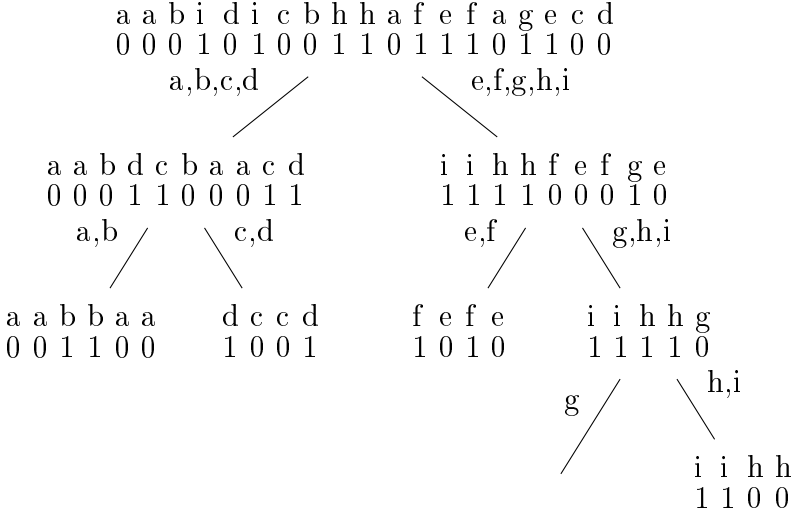 a a b i d i c b h h a f e f a g e c d
0 0 0 1 0 1 0 0 1 1 0 1 1 1 0 1 1 0 0
a,b,c,d e,f,g,h,i
a a b d c b a a c d i i h h f e f g e
0 0 0 1 1 0 0 0 1 1 1 1 1 1 0 0 0 1 0
a,b c,d e,f g,h,i
a a b b a a d c c d f e f e i i h h g
0 0 1 1 0 0 1 0 0 1 1 0 1 0 1 1 1 1 0
g h,i
i i h h
1 1 0 0